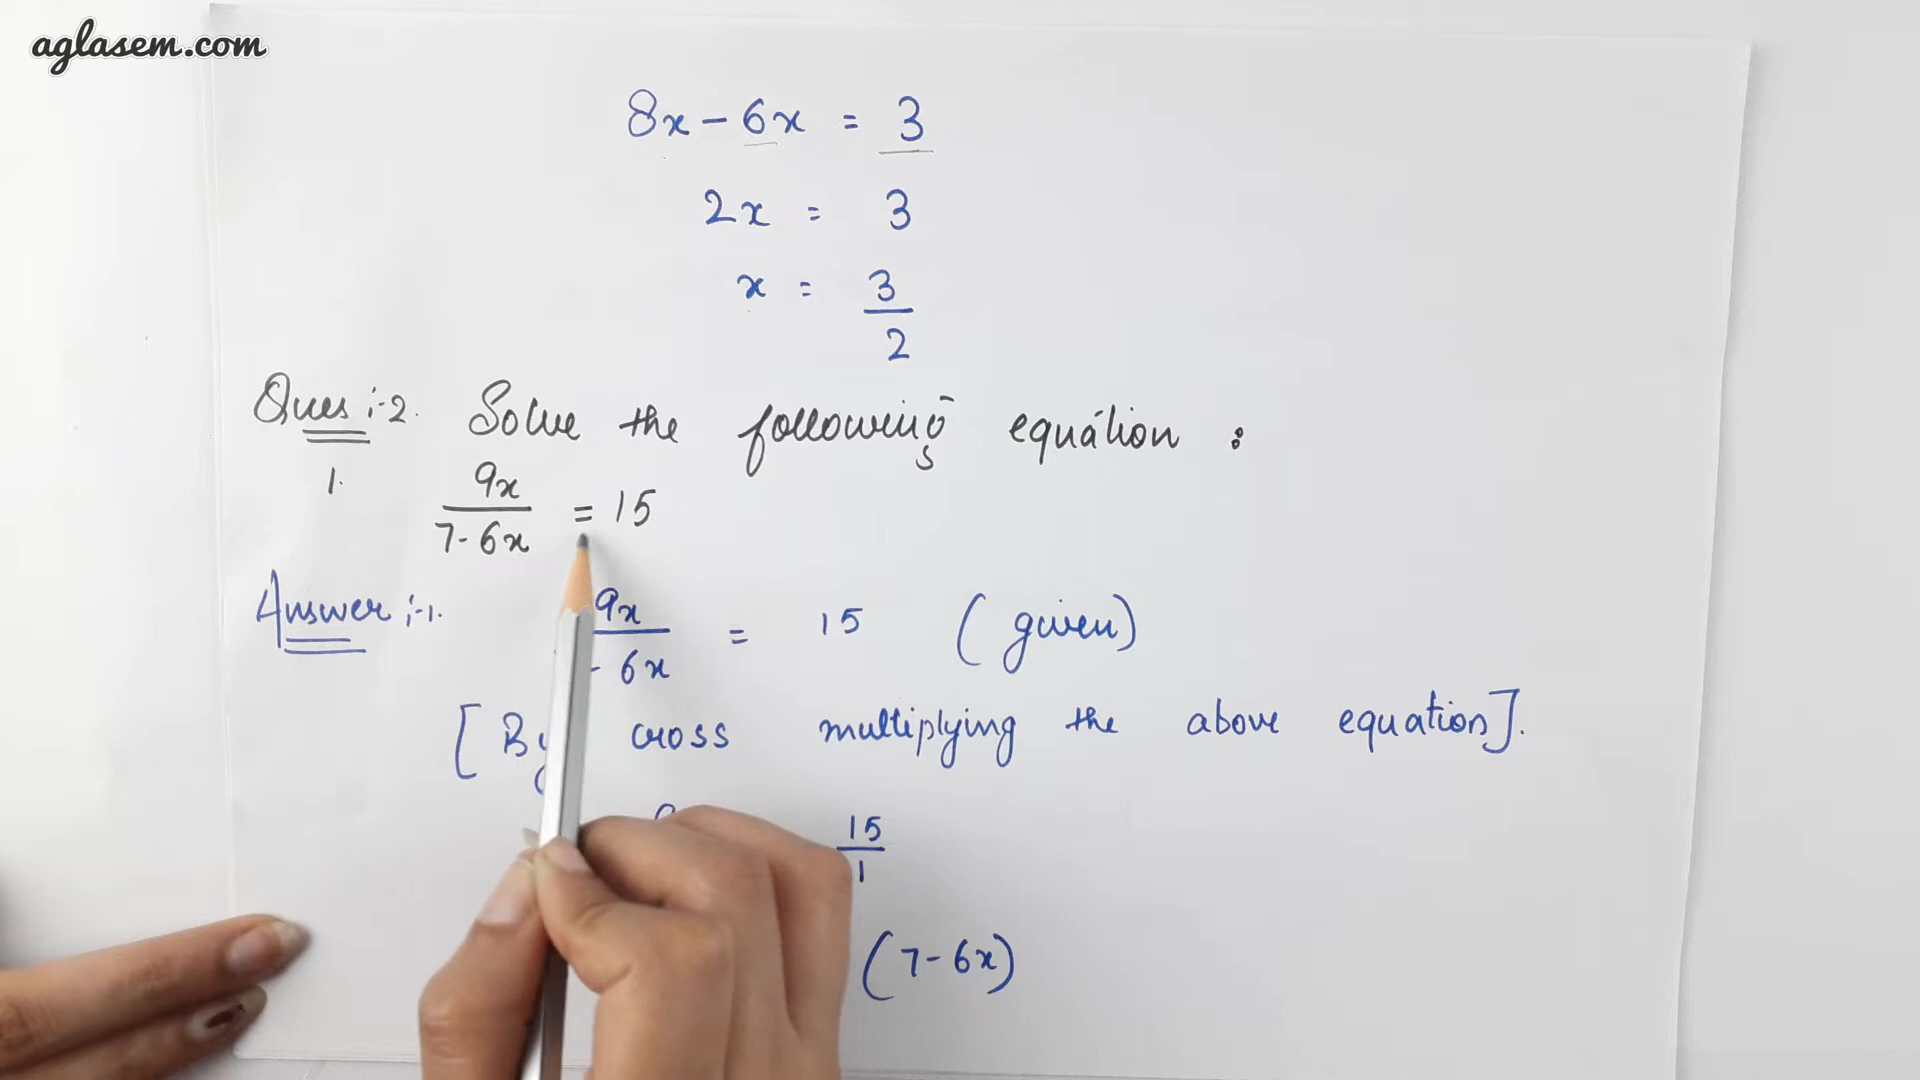 aglasem.com
8x - 6x = 3
2x = 3
x = 3/2
Ques :- 2. Solve the following equation :
1. 9x/7-6x = 15
Answer :- 1. 9x/- 6x = 15 (given)
[By cross multiplying the above equation].
15/1
(7-6x)